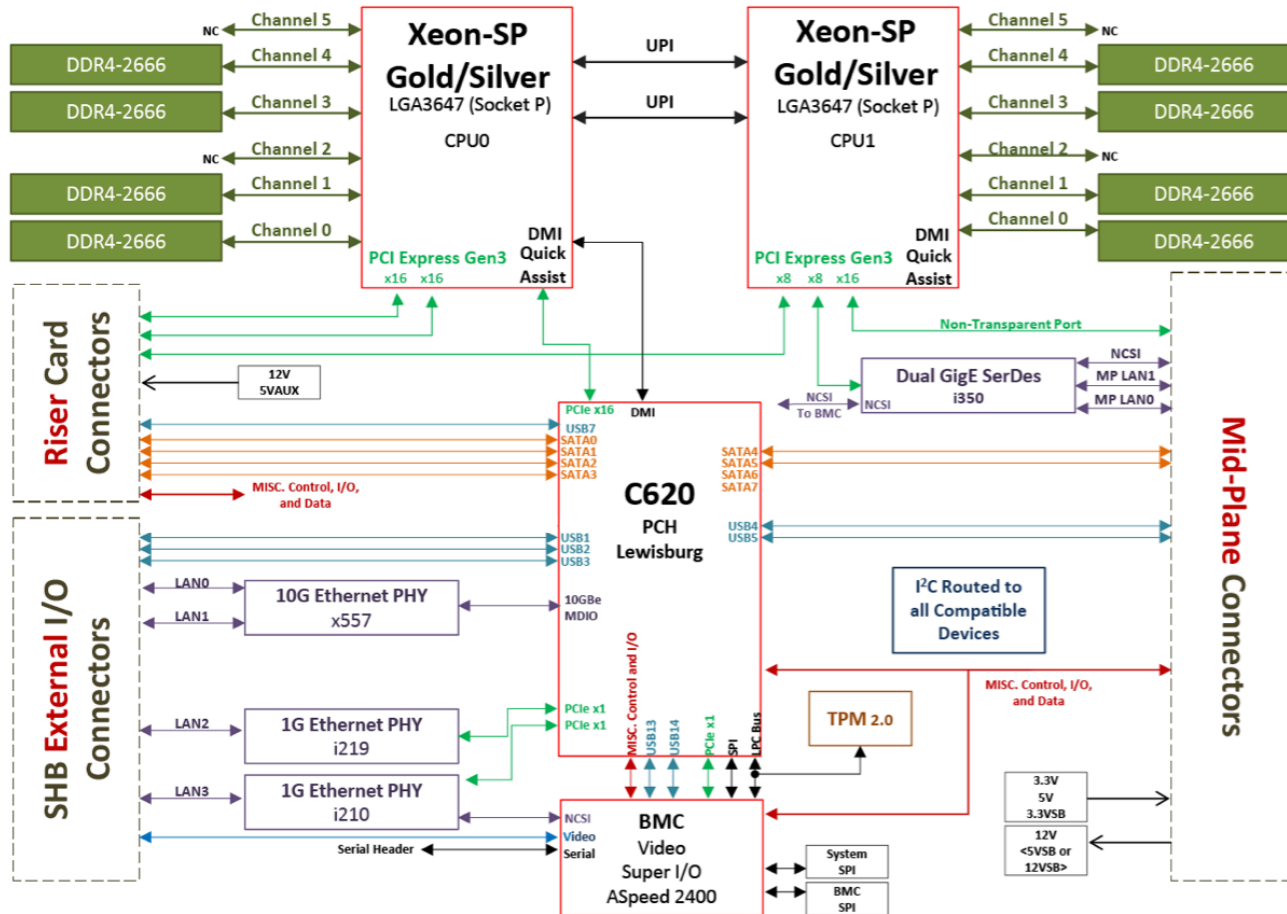 Xeon-SP
Gold/Silver
LGA3647 (Socket P)
CPU0
UPI
UPI
Xeon-SP
Gold/Silver
LGA3647 (Socket P)
CPU1
NC
Channel 5
DDR4-2666
Channel 4
DDR4-2666
Channel 3
NC
Channel 2
DDR4-2666
Channel 1
DDR4-2666
Channel 0
Channel 5
NC
Channel 4
DDR4-2666
Channel 3
DDR4-2666
Channel 2
NC
Channel 1
DDR4-2666
Channel 0
DDR4-2666
PCI Express Gen3
x16 x16
DMI
Quick
Assist
PCI Express Gen3
x8 x8 x16
DMI
Quick
Assist
Riser Card
Connectors
12V
5VAUX
MISC. Control, I/O,
and Data
Non-Transparent Port
Dual GigE SerDes
i350
NCSI
NCSI
To BMC
NCSI
MP LAN1
MP LAN0
PCIe x16
DMI
USB7
SATA0
SATA1
SATA2
SATA3
SATA4
SATA5
SATA6
SATA7
C620
PCH
Lewisburg
USB1
USB2
USB3
USB4
USB5
10GBe
MDIO
PCIe x1
PCIe x1
MISC. Control and I/O
USB13
USB14
PCIe x1
SPI
LPC Bus
SHB External I/O
Connectors
LAN0
LAN1
10G Ethernet PHY
x557
LAN2
1G Ethernet PHY
i219
LAN3
1G Ethernet PHY
i210
Serial Header
NCSI
Video
Serial
BMC
Video
Super I/O
ASpeed 2400
System
SPI
BMC
SPI
TPM 2.0
I²C Routed to
all Compatible
Devices
MISC. Control, I/O,
and Data
Mid-Plane Connectors
3.3V
5V
3.3VSB
12V
<5VSB or
12VSB>